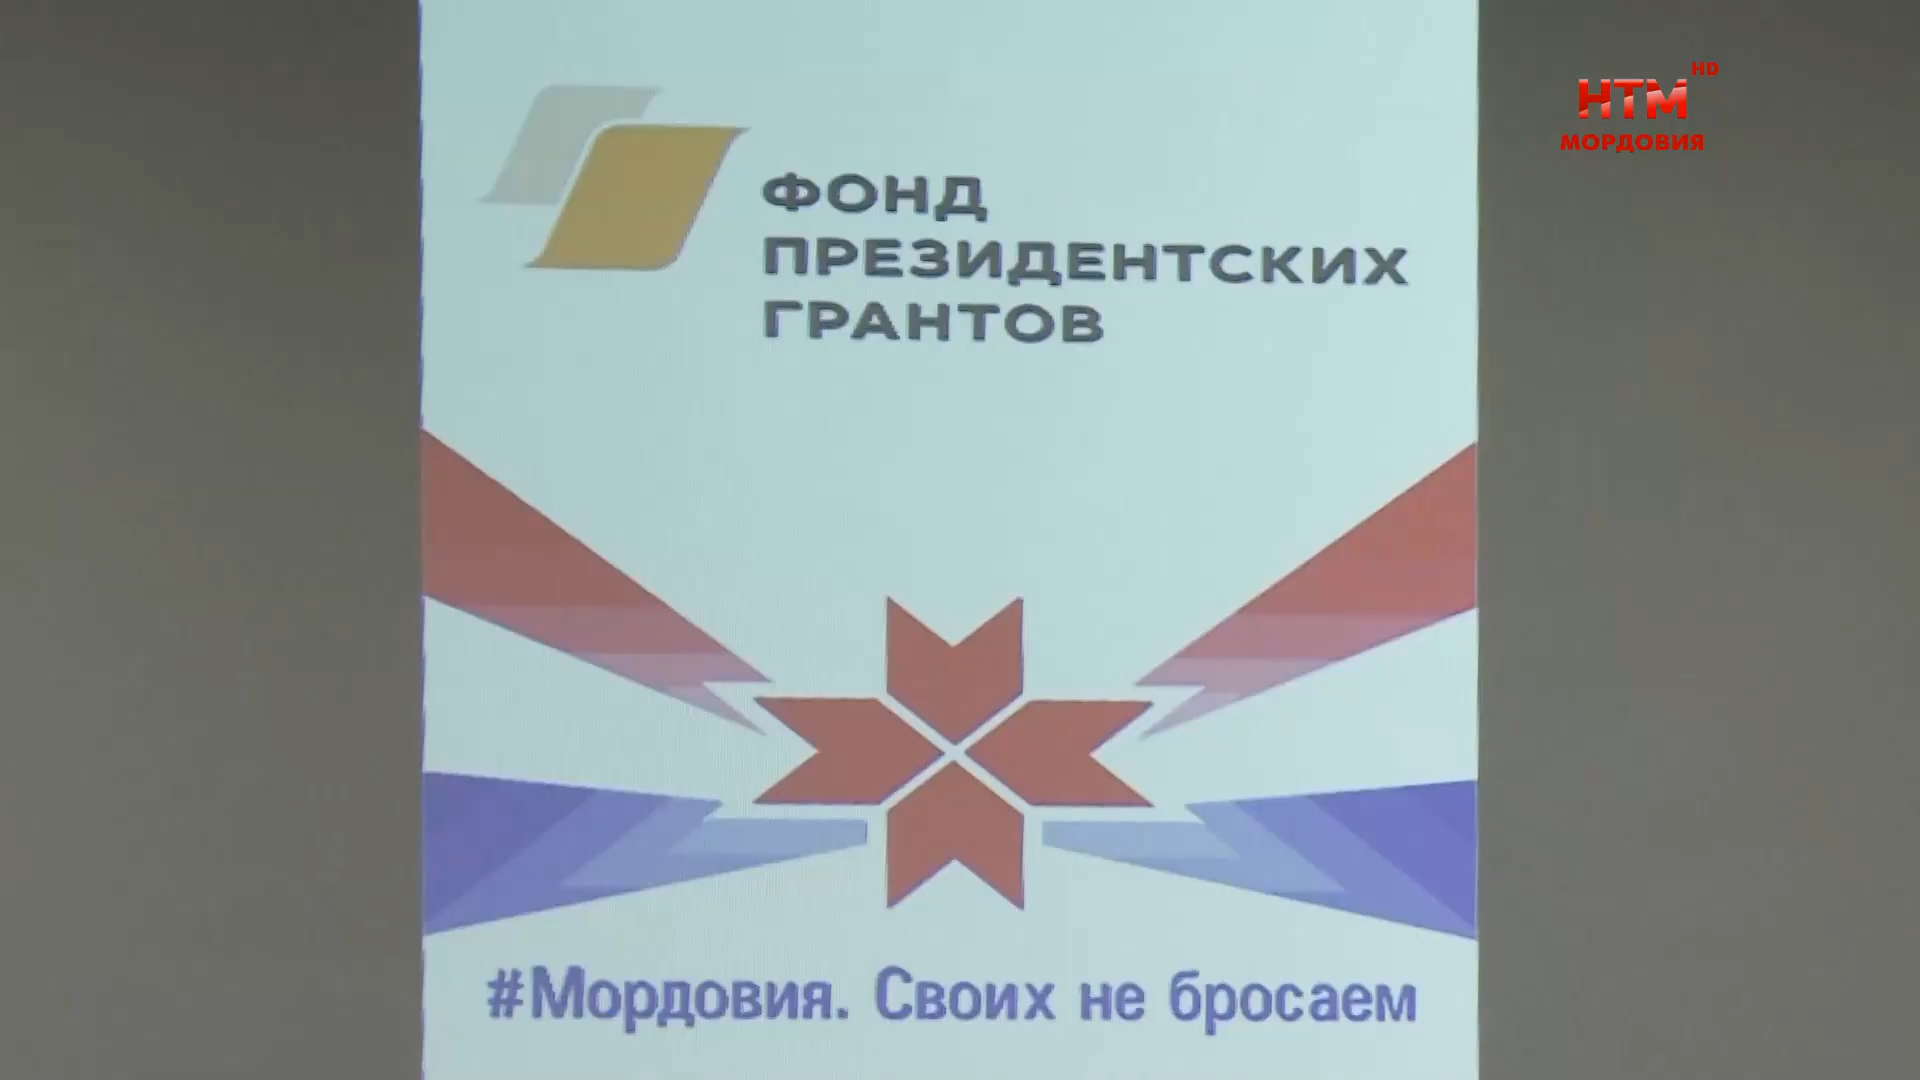 HD
НТМ
МОРДОВИЯ
ФОНД
ПРЕЗИДЕНТСКИХ
ГРАНТОВ
#Мордовия. Своих не бросаем